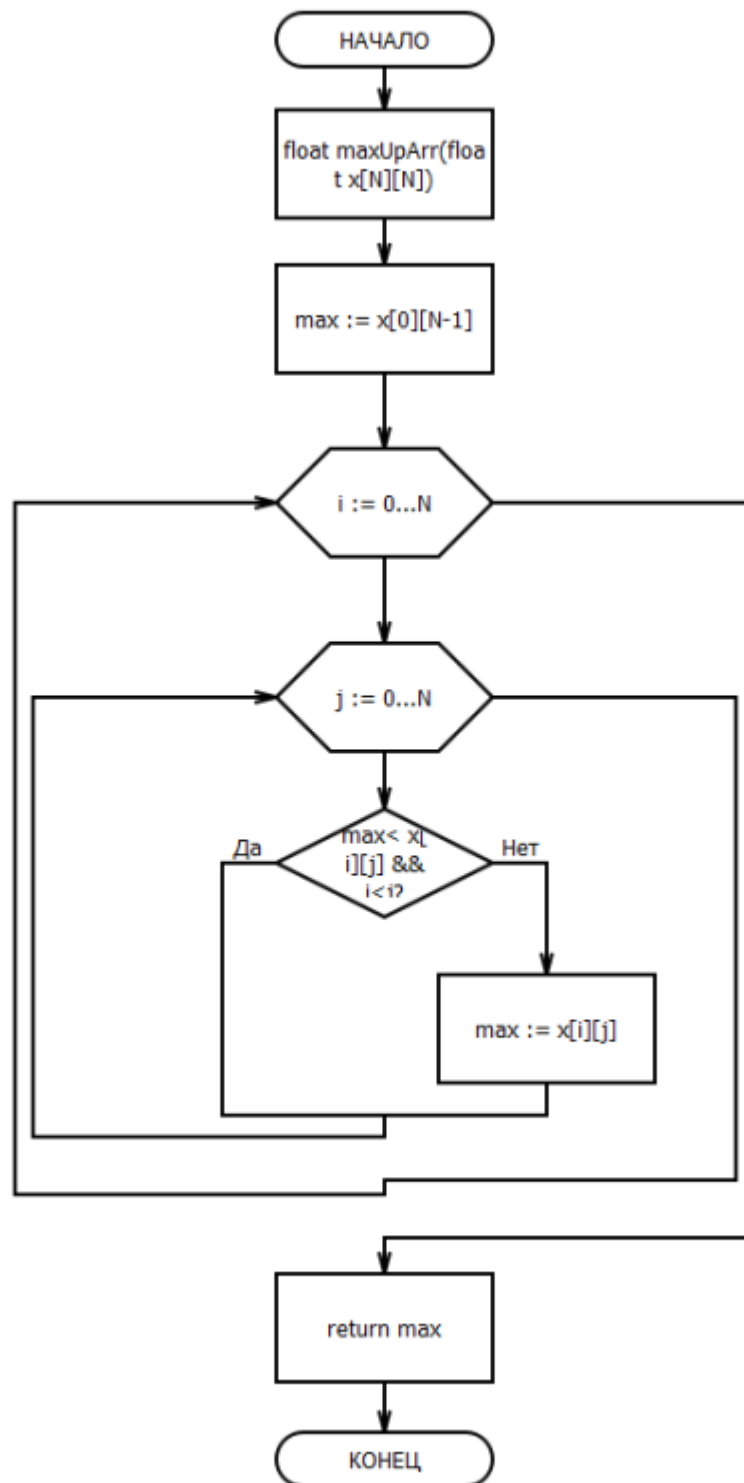 НАЧАЛО
float maxUpArr(floa
t x[N][N])
max := x[0][N-1]
i := 0...N
j := 0...N
max< x[
i][j] &&
i<j?
Да
Нет
max := x[i][j]
return max
КОНЕЦ